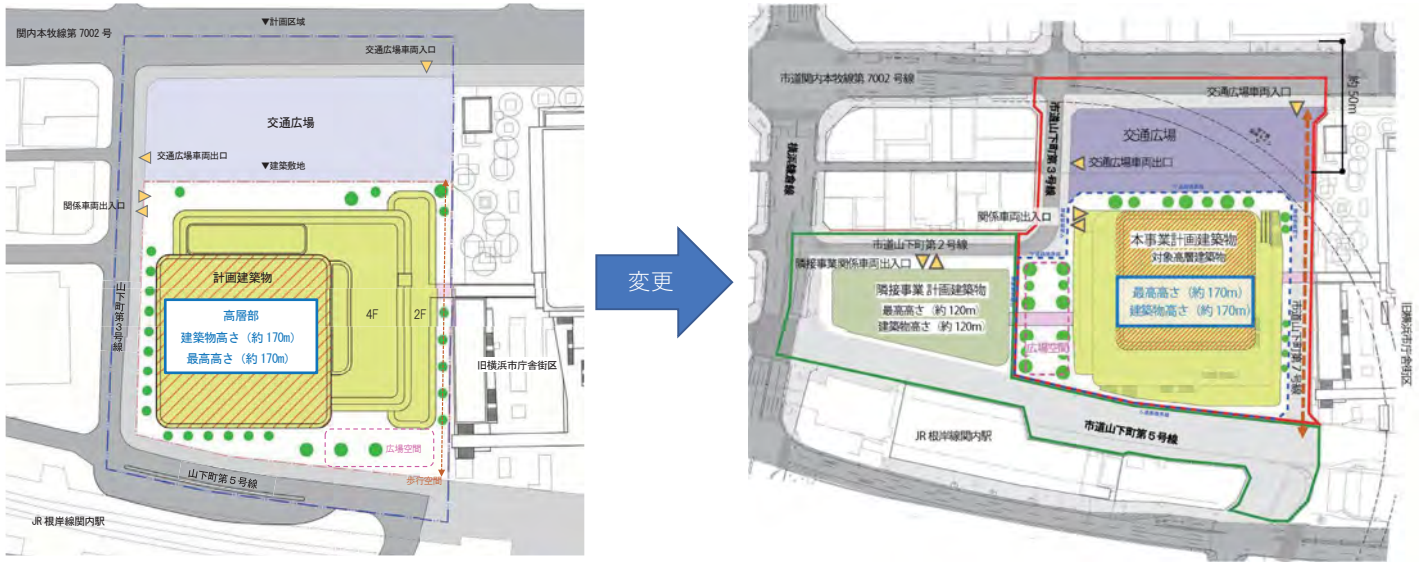 ▼計画区域
関内本牧線第7002号
交通広場車両入口
交通広場
交通広場車両出口
▼建築敷地
関係車両出入口
計画建築物
高層部
建築物高さ（約170m）
最高高さ（約170m）
4F
2F
山下町第3号線
旧横浜市庁舎街区
広場空間
歩行空間
山下町第5号線
JR根岸線関内駅
変更
市道関内本牧線第7002号線
約50m
交通広場車両入口
市道山下町第3号線
横浜鎌倉線
交通広場
交通広場車両出口
関係車両出入口
本事業計画建築物
対象高層建築物
最高高さ（約170m）
建築物高さ（約170m）
市道山下町第2号線
隣接事業関係車両出入口
隣接事業 計画建築物
最高高さ（約120m）
建築物高さ（約120m）
広場空間
市道山下町第7号線
旧横浜市庁舎街区
市道山下町第5号線
JR根岸線関内駅